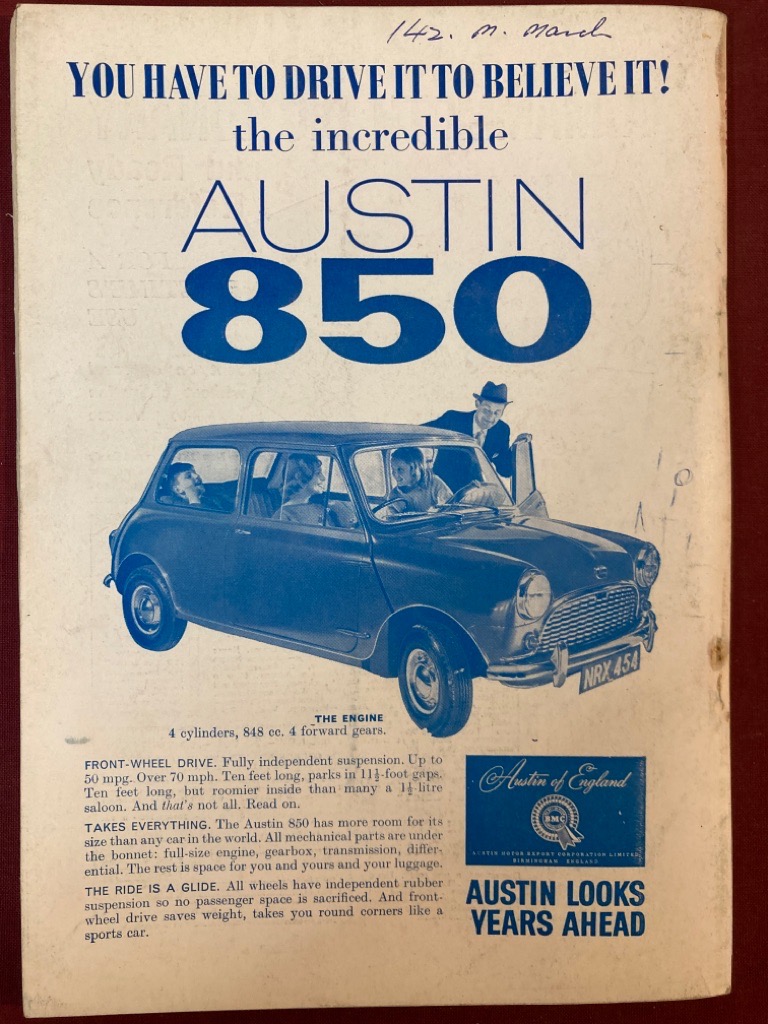 142. M. March
YOU HAVE TO DRIVE IT TO BELIEVE IT!
the incredible
AUSTIN
850
NRX 454
THE ENGINE
4 cylinders, 848 cc. 4 forward gears.
FRONT-WHEEL DRIVE. Fully independent suspension. Up to
50 mpg. Over 70 mph. Ten feet long, parks in 11½-foot gaps.
Ten feet long, but roomier inside than many a 1½-litre
saloon. And that's not all. Read on.
TAKES EVERYTHING. The Austin 850 has more room for its
size than any car in the world. All mechanical parts are under
the bonnet: full-size engine, gearbox, transmission, differ-
ential. The rest is space for you and yours and your luggage.
THE RIDE IS A GLIDE. All wheels have independent rubber
suspension so no passenger space is sacrificed. And front-
wheel drive saves weight, takes you round corners like a
sports car.
Austin of England
BMC
AUSTIN MOTOR EXPORT CORPORATION LIMITED
BIRMINGHAM ENGLAND
AUSTIN LOOKS
YEARS AHEAD